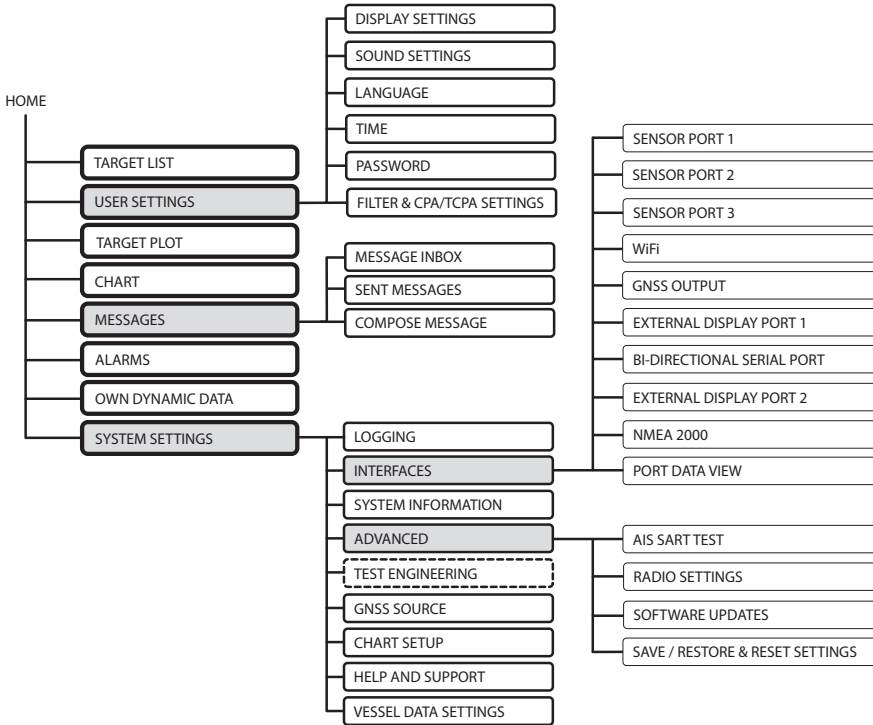 HOME
TARGET LIST
USER SETTINGS
TARGET PLOT
CHART
MESSAGES
ALARMS
OWN DYNAMIC DATA
SYSTEM SETTINGS
DISPLAY SETTINGS
SOUND SETTINGS
LANGUAGE
TIME
PASSWORD
FILTER & CPA/TCPA SETTINGS
MESSAGE INBOX
SENT MESSAGES
COMPOSE MESSAGE
LOGGING
INTERFACES
SYSTEM INFORMATION
ADVANCED
TEST ENGINEERING
GNSS SOURCE
CHART SETUP
HELP AND SUPPORT
VESSEL DATA SETTINGS
SENSOR PORT 1
SENSOR PORT 2
SENSOR PORT 3
WiFi
GNSS OUTPUT
EXTERNAL DISPLAY PORT 1
BI-DIRECTIONAL SERIAL PORT
EXTERNAL DISPLAY PORT 2
NMEA 2000
PORT DATA VIEW
AIS SART TEST
RADIO SETTINGS
SOFTWARE UPDATES
SAVE / RESTORE & RESET SETTINGS